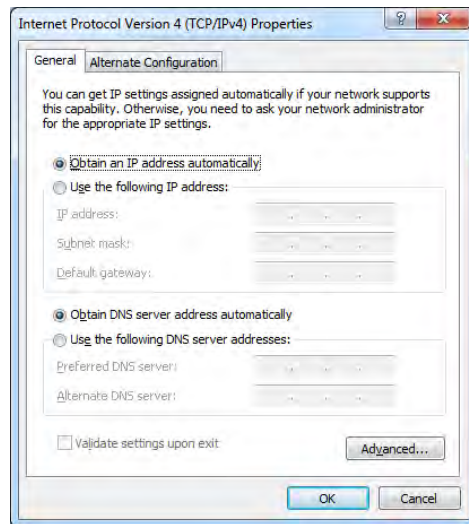 Internet Protocol Version 4 (TCP/IPv4) Properties
?
General
Alternate Configuration
You can get IP settings assigned automatically if your network supports
this capability. Otherwise, you need to ask your network administrator
for the appropriate IP settings.
Obtain an IP address automatically
Use the following IP address:
IP address:
Subnet mask:
Default gateway:
Obtain DNS server address automatically
Use the following DNS server addresses:
Preferred DNS server:
Alternate DNS server:
Validate settings upon exit
Advanced...
OK
Cancel